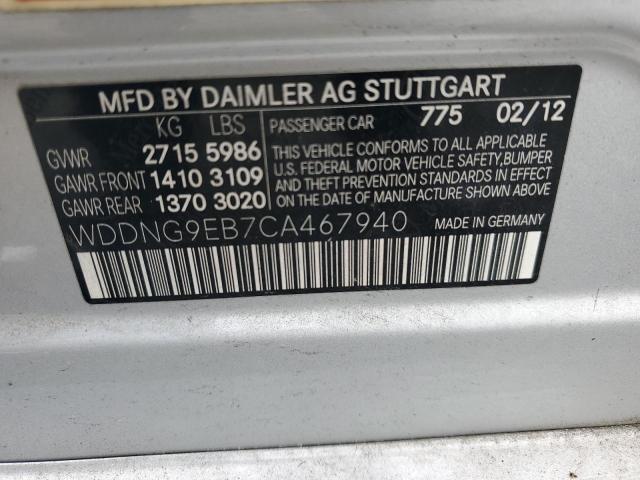 MFD BY DAIMLER AG STUTTGART
KG LBS PASSENGER CAR 775 02/12
GVWR 2715 5986
GAWR FRONT 1410 3109
GAWR REAR 1370 3020
THIS VEHICLE CONFORMS TO ALL APPLICABLE
U.S. FEDERAL MOTOR VEHICLE SAFETY, BUMPER
AND THEFT PREVENTION STANDARDS IN EFFECT
ON THE DATE OF MANUFACTURE SHOWN ABOVE.
WDDNG9EB7CA467940 MADE IN GERMANY